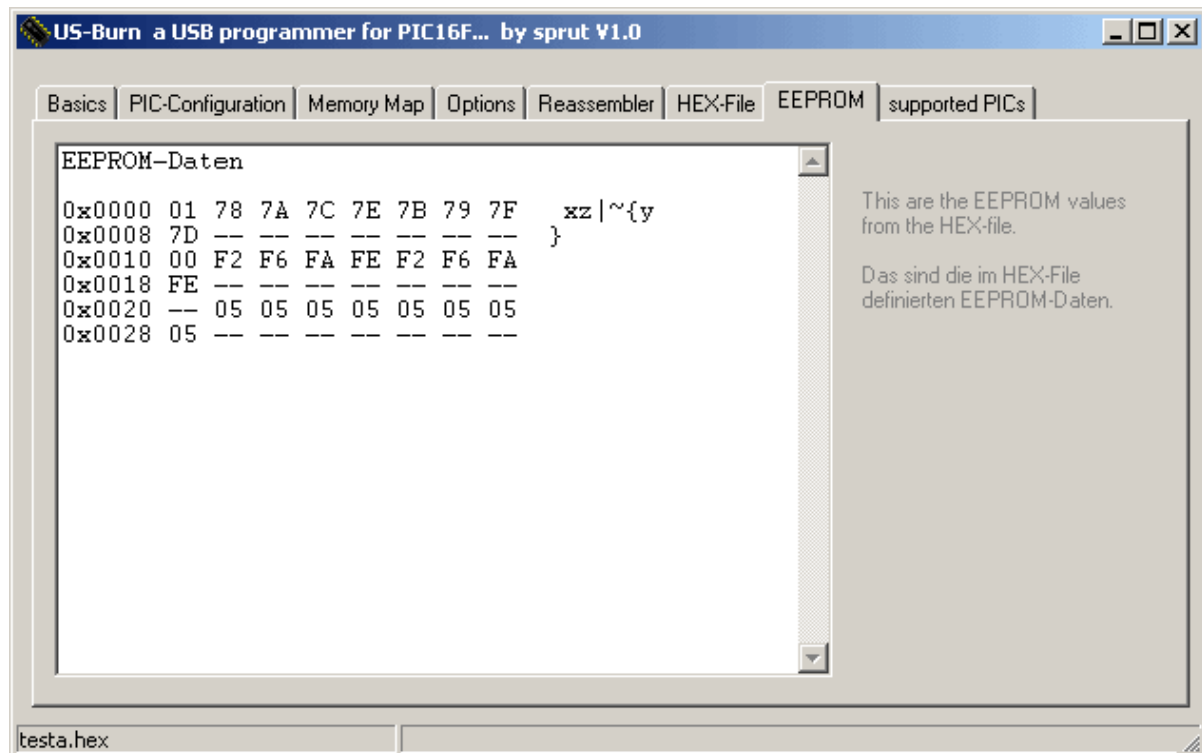 US-Burn a USB programmer for PIC16F... by sprut V1.0
Basics PIC-Configuration Memory Map Options Reassembler HEX-File EEPROM supported PICs
EEPROM-Daten
0x0000 01 78 7A 7C 7E 7B 79 7F xz|~{y
0x0008 7D -- -- -- -- -- -- -- }
0x0010 00 F2 F6 FA FE F2 F6 FA
0x0018 FE -- -- -- -- -- -- --
0x0020 -- 05 05 05 05 05 05 05
0x0028 05 -- -- -- -- -- -- --
This are the EEPROM values
from the HEX-file.
Das sind die im HEX-File
definierten EEPROM-Daten.
testa.hex